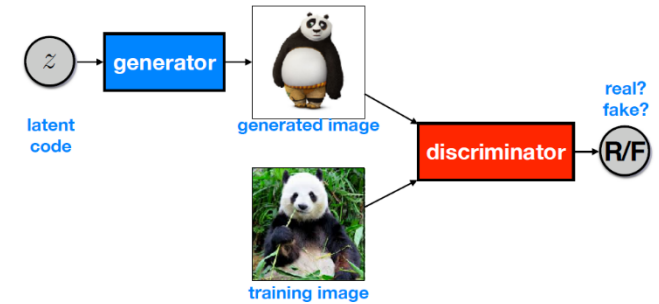 z
generator
latent
code
generated image
real?
fake?
discriminator
R/F
training image